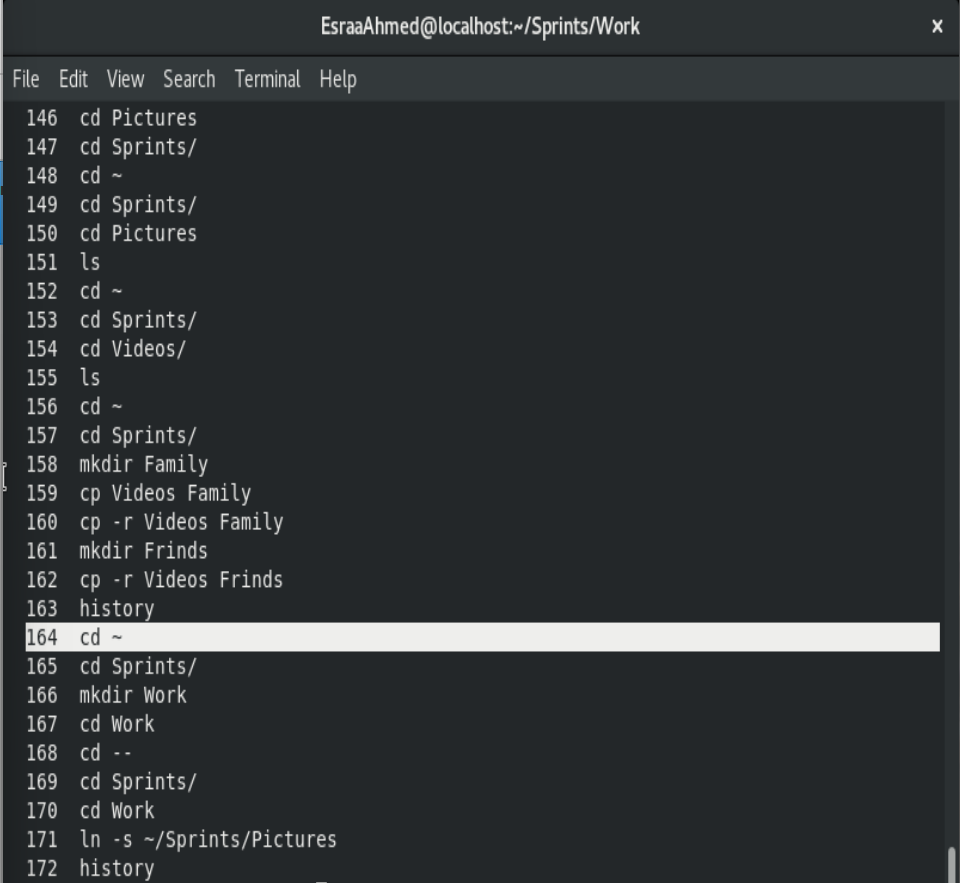 EsraaAhmed@localhost:~/Sprints/Work x
File Edit View Search Terminal Help
146 cd Pictures
147 cd Sprints/
148 cd ~
149 cd Sprints/
150 cd Pictures
151 ls
152 cd ~
153 cd Sprints/
154 cd Videos/
155 ls
156 cd ~
157 cd Sprints/
158 mkdir Family
159 cp Videos Family
160 cp -r Videos Family
161 mkdir Frinds
162 cp -r Videos Frinds
163 history
164 cd ~
165 cd Sprints/
166 mkdir Work
167 cd Work
168 cd --
169 cd Sprints/
170 cd Work
171 ln -s ~/Sprints/Pictures
172 history